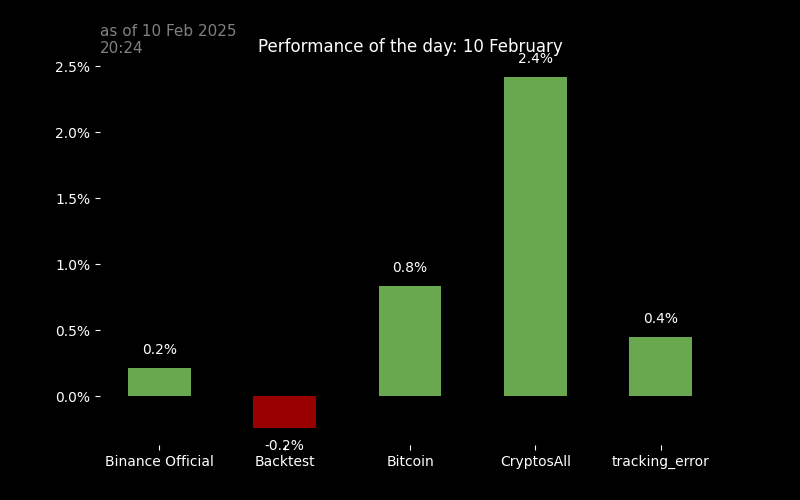 as of 10 Feb 2025
20:24
Performance of the day: 10 February
2.5%
2.0%
1.5%
1.0%
0.5%
0.0%
0.2%
-0.2%
0.8%
2.4%
0.4%
Binance Official
Backtest
Bitcoin
CryptosAll
tracking_error